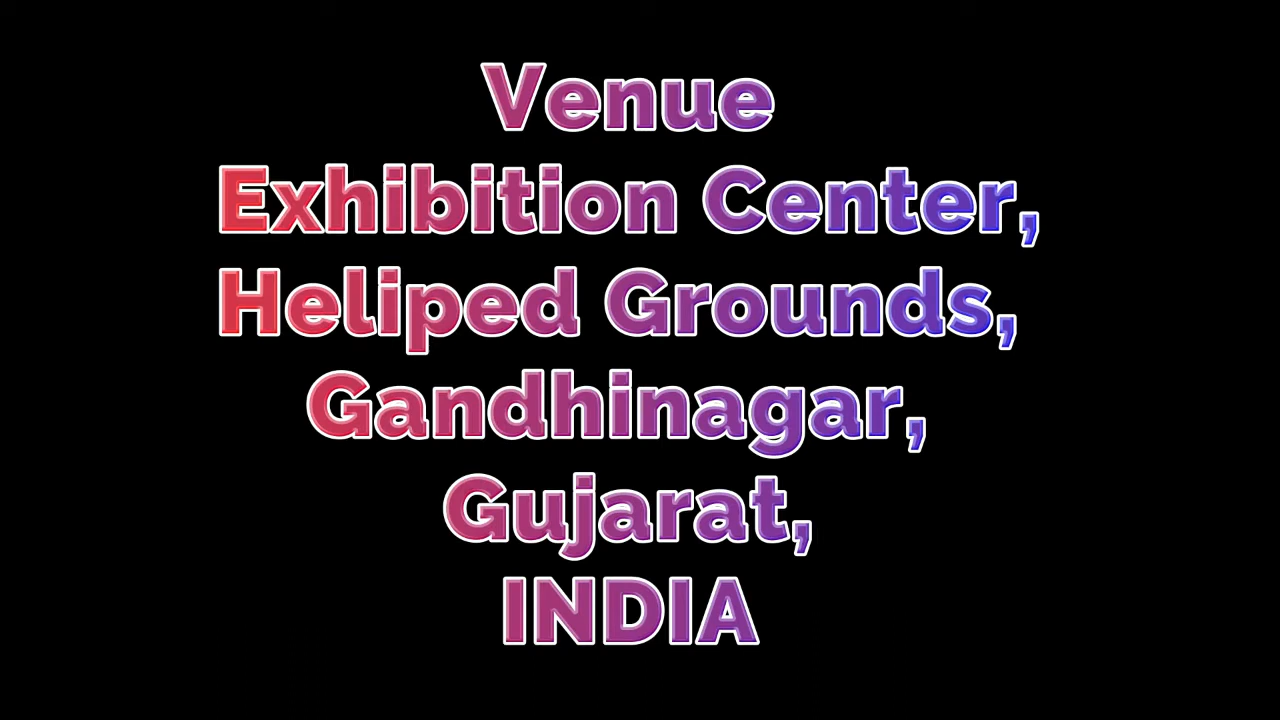 Venue
Exhibition Center,
Heliped Grounds,
Gandhinagar,
Gujarat,
INDIA